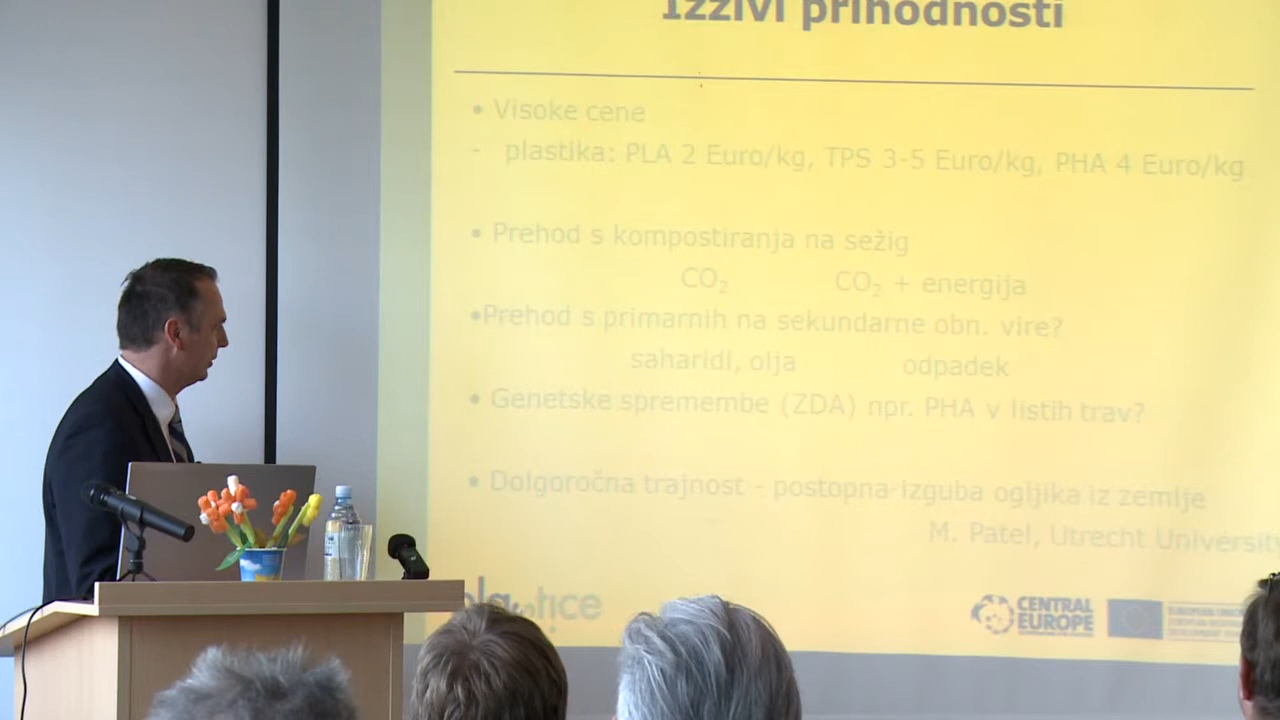 Izzivi prihodnosti
• Visoke cene
- plastika: PLA 2 Euro/kg, TPS 3-5 Euro/kg, PHA 4 Euro/kg
• Prehod s kompostiranja na sežig
CO₂ CO₂ + energija
•Prehod s primarnih na sekundarne obn. vire?
saharidi, olja odpadek
• Genetske spremembe (ZDA) npr. PHA v listih trav?
• Dolgoročna trajnost - postopna izguba ogljika iz zemlje
M. Patel, Utrecht University
CENTRAL
EUROPE